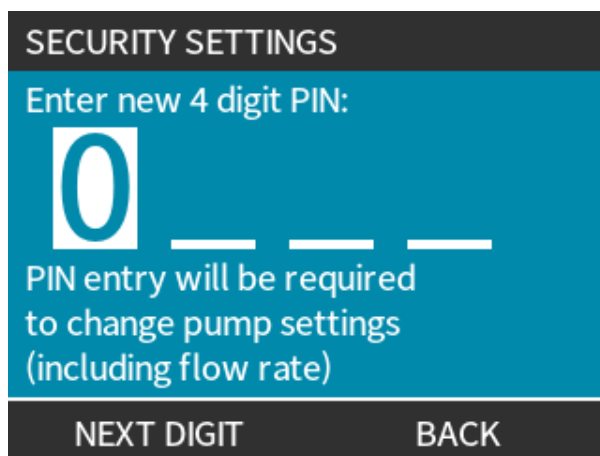 SECURITY SETTINGS
Enter new 4 digit PIN:
0 _ _ _
PIN entry will be required
to change pump settings
(including flow rate)
NEXT DIGIT BACK